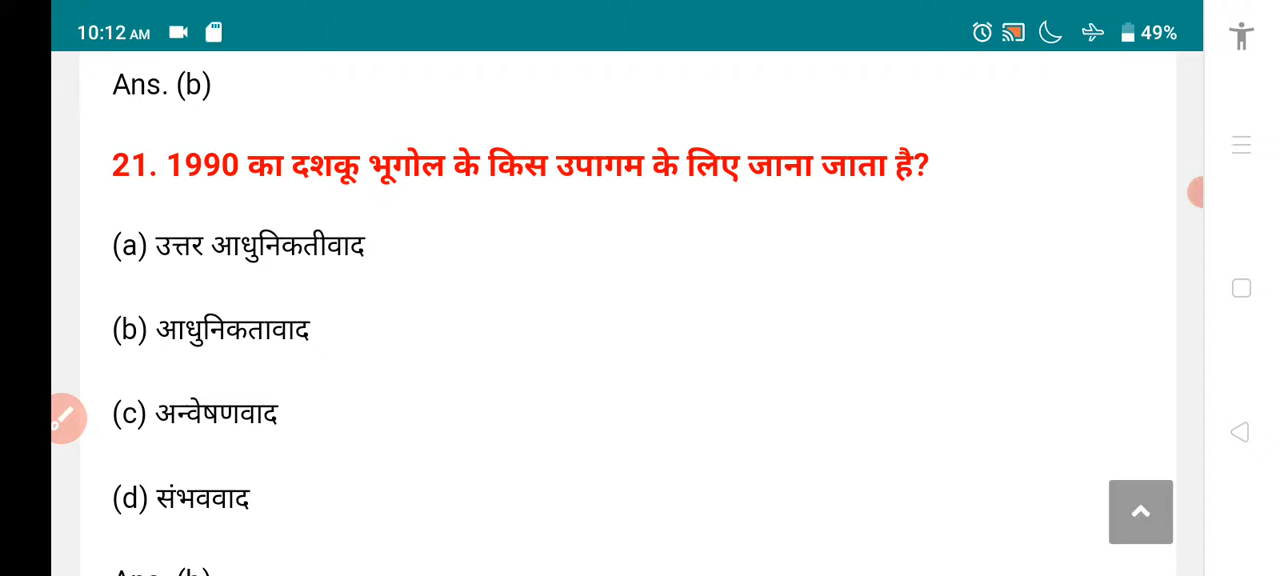 10:12 AM 49%
Ans. (b)
21. 1990 का दशकू भूगोल के किस उपागम के लिए जाना जाता है?
(a) उत्तर आधुनिकतीवाद
(b) आधुनिकतावाद
(c) अन्वेषणवाद
(d) संभववाद